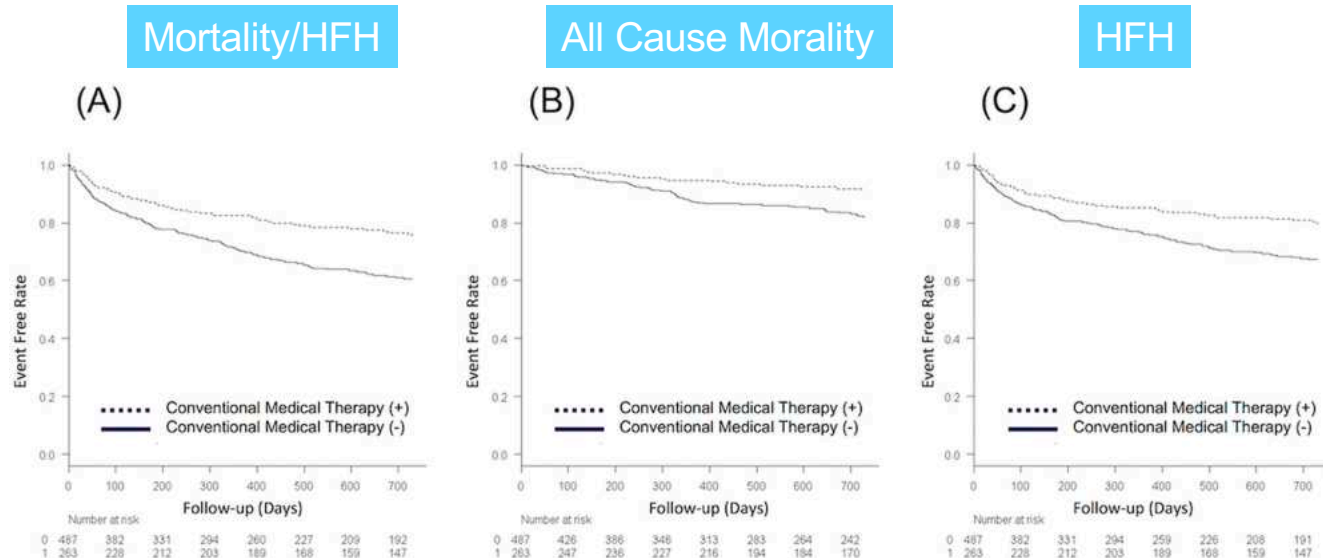 Mortality/HFH
All Cause Morality
HFH
(A)
Event Free Rate
1.0
0.8
0.6
0.4
0.2
0.0
Conventional Medical Therapy (+)
Conventional Medical Therapy (-)
0 100 200 300 400 500 600 700
Follow-up (Days)
Number at risk
0 487 382 331 294 260 227 209 192
1 263 228 212 203 189 168 159 147
(B)
Event Free Rate
1.0
0.8
0.6
0.4
0.2
0.0
Conventional Medical Therapy (+)
Conventional Medical Therapy (-)
0 100 200 300 400 500 600 700
Follow-up (Days)
Number at risk
0 487 426 386 346 313 283 264 242
1 263 247 236 227 216 194 184 170
(C)
Event Free Rate
1.0
0.8
0.6
0.4
0.2
0.0
Conventional Medical Therapy (+)
Conventional Medical Therapy (-)
0 100 200 300 400 500 600 700
Follow-up (Days)
Number at risk
0 487 382 331 294 259 226 208 191
1 263 228 212 203 189 168 159 147